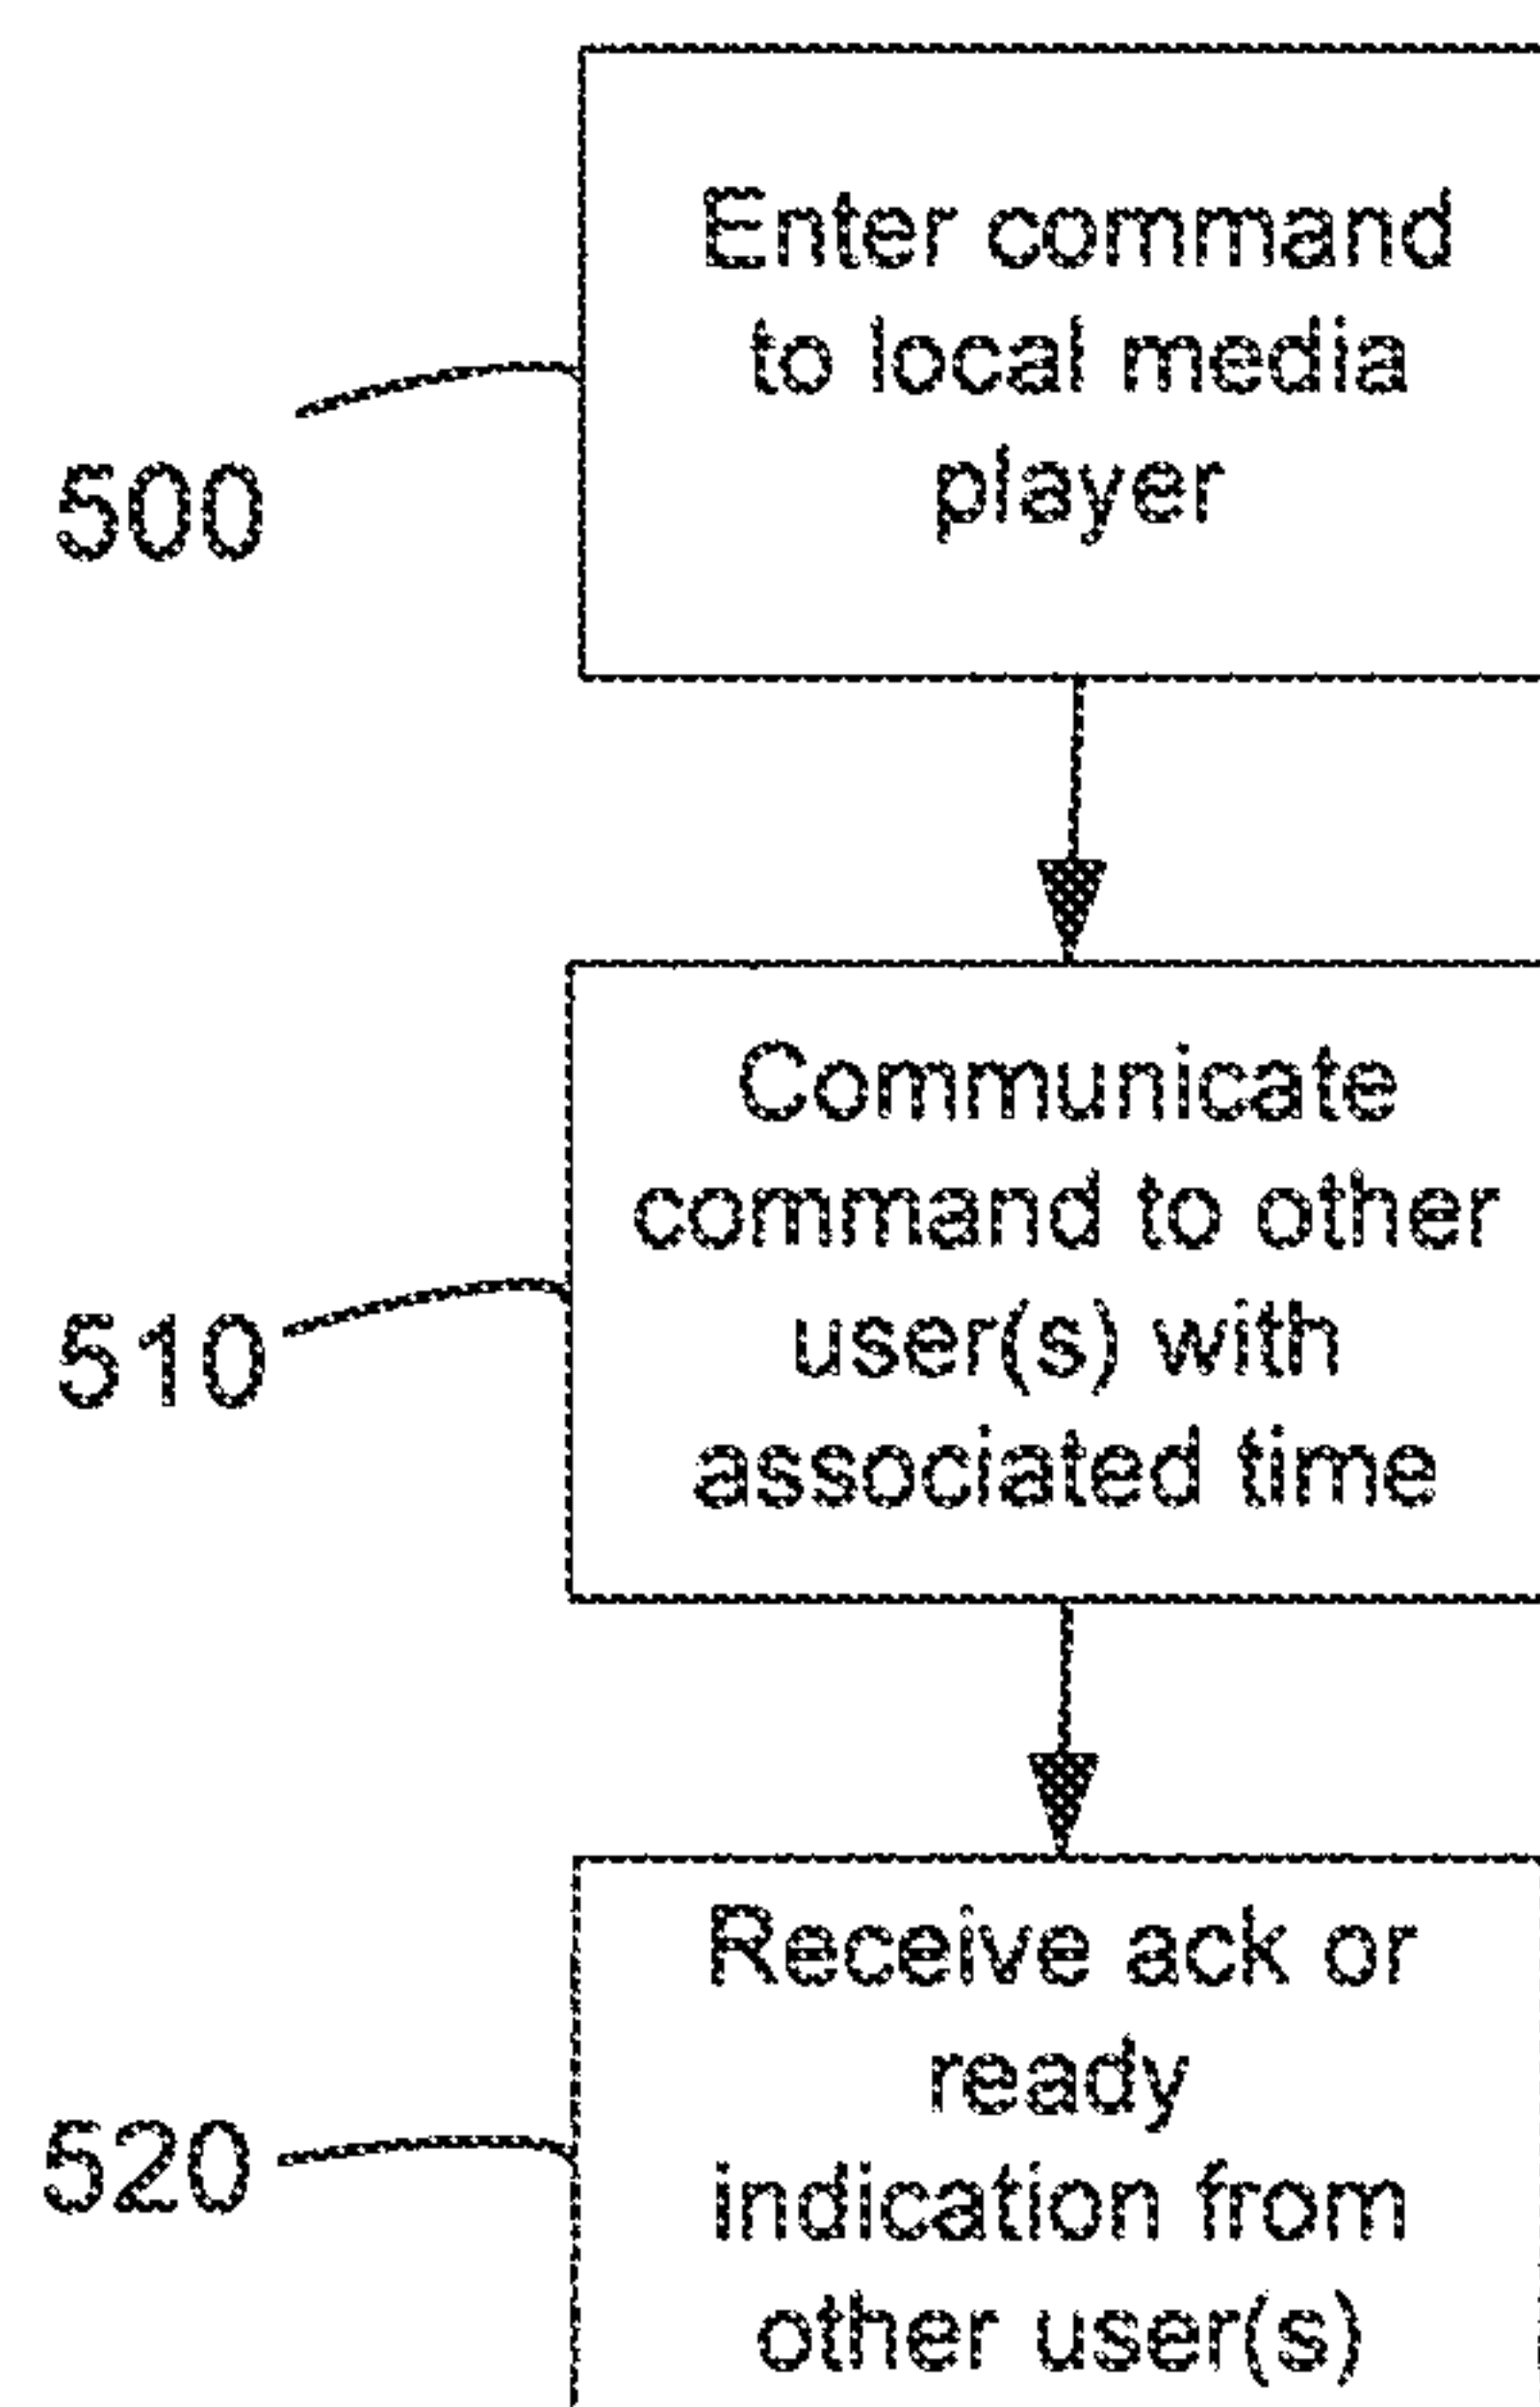 Enter command
to local media
player
500
Communicate
command to other
user(s) with
associated time
510
Receive ack or
ready
indication from
other user(s)
520